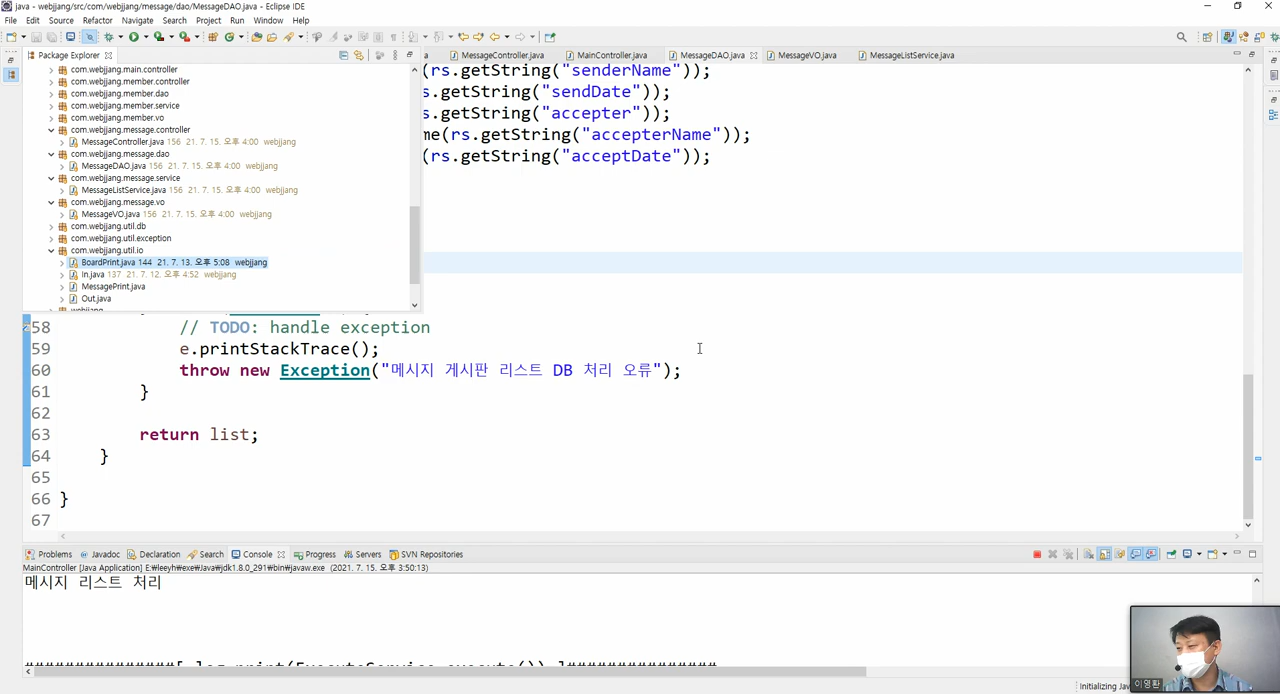 java - webjjang/src/com/webjjang/message/dao/MessageDAO.java - Eclipse IDE
File Edit Source Refactor Navigate Search Project Run Window Help
Package Explorer
com.webjjang.main.controller
com.webjjang.member.controller
com.webjjang.member.dao
com.webjjang.member.service
com.webjjang.member.vo
com.webjjang.message.controller
MessageController.java 156 21. 7. 15. 오후 4:00 webjjang
com.webjjang.message.dao
MessageDAO.java 156 21. 7. 15. 오후 4:00 webjjang
com.webjjang.message.service
MessageListService.java 156 21. 7. 15. 오후 4:00 webjjang
com.webjjang.message.vo
MessageVO.java 156 21. 7. 15. 오후 4:00 webjjang
com.webjjang.util.db
com.webjjang.util.exception
com.webjjang.util.io
BoardPrint.java 144 21. 7. 13. 오후 5:08 webjjang
In.java 137 21. 7. 12. 오후 4:52 webjjang
MessagePrint.java
Out.java
a MessageController.java MainController.java MessageDAO.java MessageVO.java MessageListService.java
(rs.getString("senderName"));
s.getString("sendDate"));
s.getString("accepter"));
me(rs.getString("accepterName"));
(rs.getString("acceptDate"));
58 // TODO: handle exception
59 e.printStackTrace();
60 throw new Exception("메시지 게시판 리스트 DB 처리 오류");
61 }
62
63 return list;
64 }
65
66 }
67
Problems Javadoc Declaration Search Console Progress Servers SVN Repositories
MainController [Java Application] E:₩leeyh₩exe₩Java₩jdk1.8.0_291₩bin₩javaw.exe (2021. 7. 15. 오후 3:50:13)
메시지 리스트 처리
###############[ log print(ExecuteService.execute()) ]###############
Initializing Jav
이영환